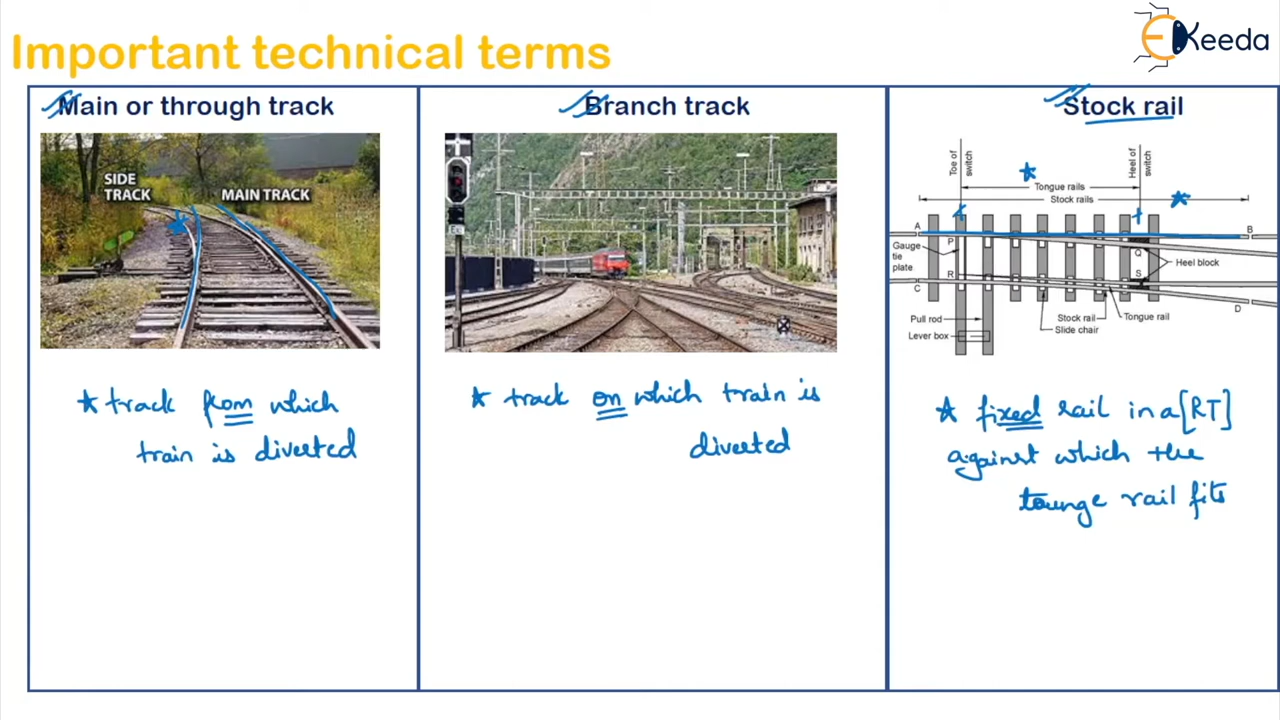 Important technical terms
EKeeda
Main or through track
SIDE
TRACK
MAIN TRACK
★ track from which
train is diverted
Branch track
★ track on which train is
diverted
Stock rail
Toe of
switch
Heel of
switch
Tongue rails
Stock rails
A
B
Gauge
tie
plate
P
Q
R
S
Heel block
C
D
Pull rod
Stock rail
Tongue rail
Slide chair
Lever box
★ fixed rail in a [RT]
against which the
tounge rail fits